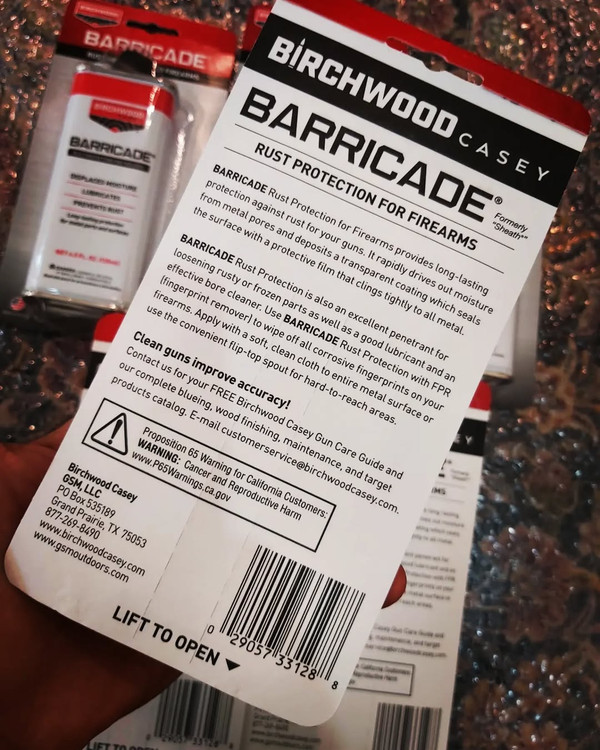 BARRICADE
BIRCHWOOD
BARRICADE
DISPLACES MOISTURE
LUBRICATES
PREVENTS RUST
BIRCHWOOD CASEY
BARRICADE®
Formerly
"Sheath"
RUST PROTECTION FOR FIREARMS
BARRICADE Rust Protection for Firearms provides long-lasting
protection against rust for your guns. It rapidly drives out moisture
from metal pores and deposits a transparent coating which seals
the surface with a protective film that clings tightly to all metal.
BARRICADE Rust Protection is also an excellent penetrant for
loosening rusty or frozen parts as well as a good lubricant and an
effective bore cleaner. Use BARRICADE Rust Protection with FPR
(fingerprint remover) to wipe off all corrosive fingerprints on your
firearms. Apply with a soft, clean cloth to entire metal surface or
use the convenient flip-top spout for hard-to-reach areas.
Clean guns improve accuracy!
Contact us for your FREE Birchwood Casey Gun Care Guide and
our complete blueing, wood finishing, maintenance, and target
products catalog. E-mail customerservice@birchwoodcasey.com.
Proposition 65 Warning for California Customers:
WARNING: Cancer and Reproductive Harm
www.P65Warnings.ca.gov
Birchwood Casey
GSM, LLC
PO Box 535189
Grand Prairie, TX 75053
877-269-8490
www.birchwoodcasey.com
www.gsmoutdoors.com
LIFT TO OPEN
0 29057 33128 8